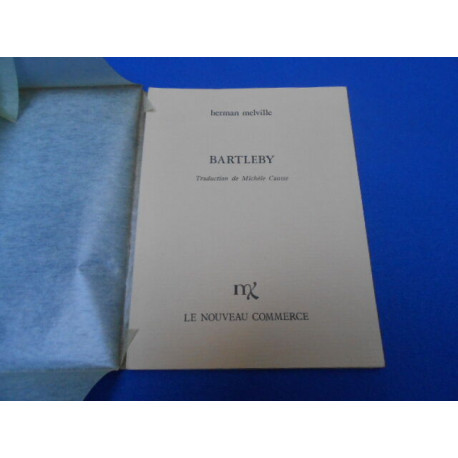 herman melville
BARTLEBY
Traduction de Michèle Causse
LE NOUVEAU COMMERCE